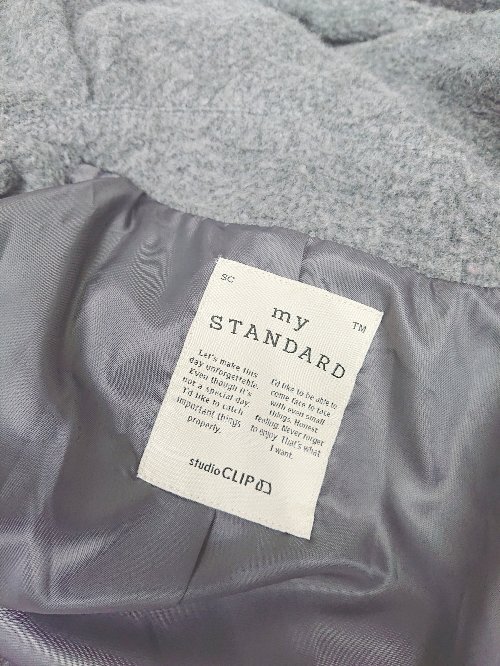 SC
TM
my
STANDARD
Let's make this
day unforgettable.
Even though it's
not a special day.
I'd like to catch
important things
properly.
I'd like to be able to
come face to face
with even small
things. Honest
feeling. Never forget
to enjoy. That's what
I want.
studio CLIP